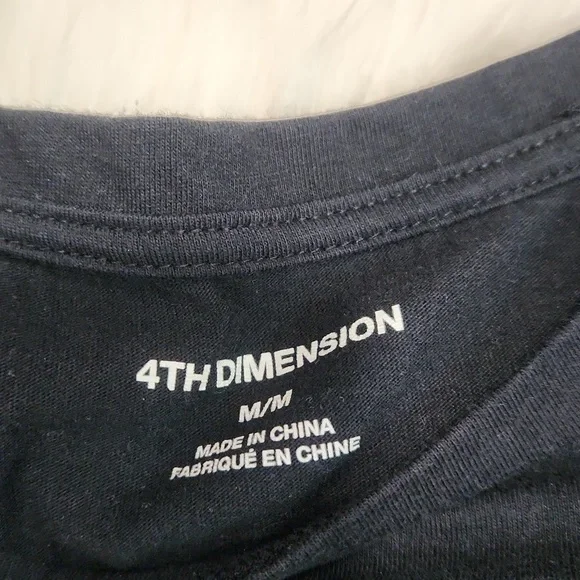 4TH DIMENSION
M/M
MADE IN CHINA
FABRIQUÉ EN CHINE